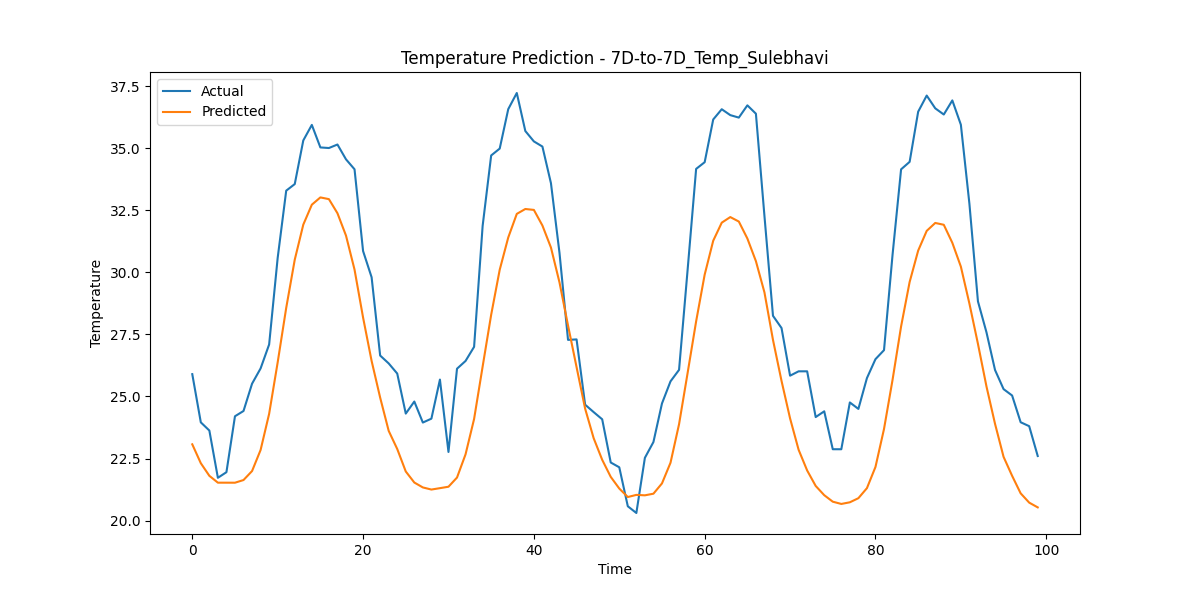 Temperature Prediction - 7D-to-7D_Temp_Sulebhavi
Actual
Predicted
37.5
35.0
32.5
30.0
27.5
25.0
22.5
20.0
Temperature
0 20 40 60 80 100
Time